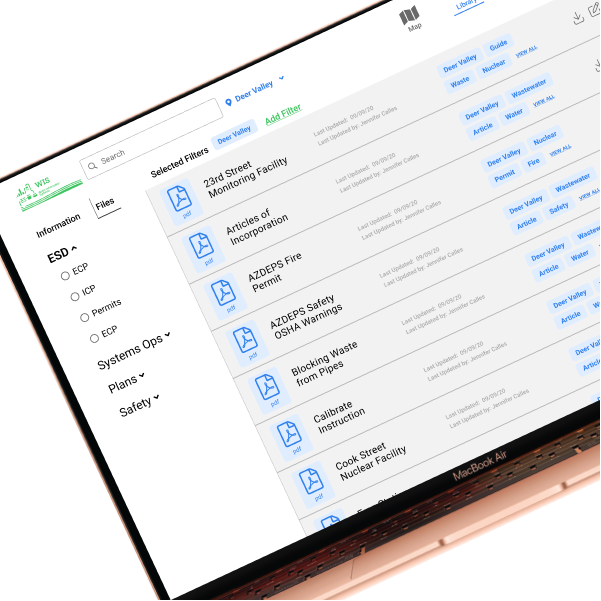 Map
Library
WIS
Search
Deer Valley
Selected Filters
Deer Valley
Add Filter
Information
Files
ESD
ECP
ICP
Permits
ECP
Systems Ops
Plans
Safety
pdf
23rd Street
Monitoring Facility
Last Updated: 09/09/20
Last Updated by: Jennifer Calles
Deer Valley
Guide
Waste
Nuclear
VIEW ALL
pdf
Articles of
Incorporation
Last Updated: 09/09/20
Last Updated by: Jennifer Calles
Deer Valley
Wastewater
Article
Water
VIEW ALL
pdf
AZDEPS Fire
Permit
Last Updated: 09/09/20
Last Updated by: Jennifer Calles
Deer Valley
Nuclear
Permit
Fire
VIEW ALL
pdf
AZDEPS Safety
OSHA Warnings
Last Updated: 09/09/20
Last Updated by: Jennifer Calles
Deer Valley
Wastewater
Article
Safety
VIEW ALL
pdf
Blocking Waste
from Pipes
Last Updated: 09/09/20
Last Updated by: Jennifer Calles
Deer Valley
Article
Water
pdf
Calibrate
Instruction
Last Updated: 09/09/20
Last Updated by: Jennifer Calles
Deer Valley
Article
pdf
Cook Street
Nuclear Facility
Last Updated: 09/09/20
Last Updated by: Jennifer Calles
MacBook Air